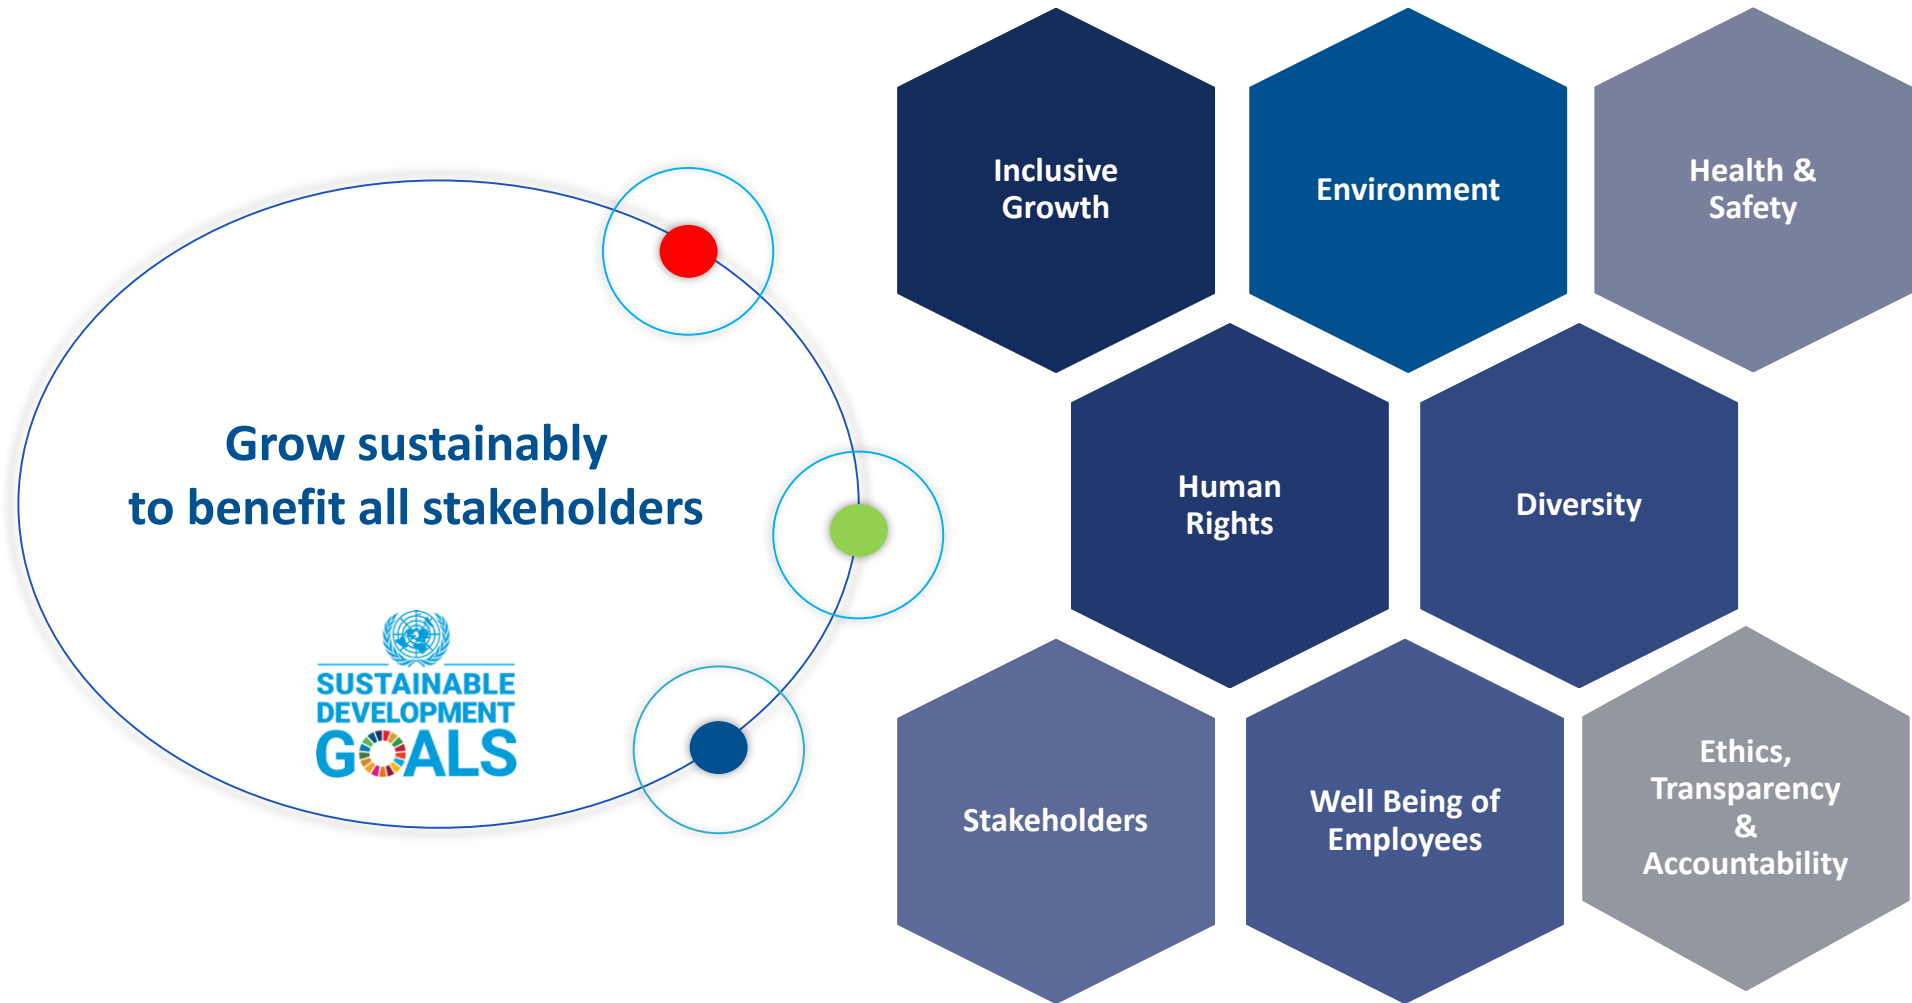 Grow sustainably
to benefit all stakeholders
SUSTAINABLE
DEVELOPMENT
GOALS
Inclusive
Growth
Environment
Health &
Safety
Human
Rights
Diversity
Stakeholders
Well Being of
Employees
Ethics,
Transparency
&
Accountability